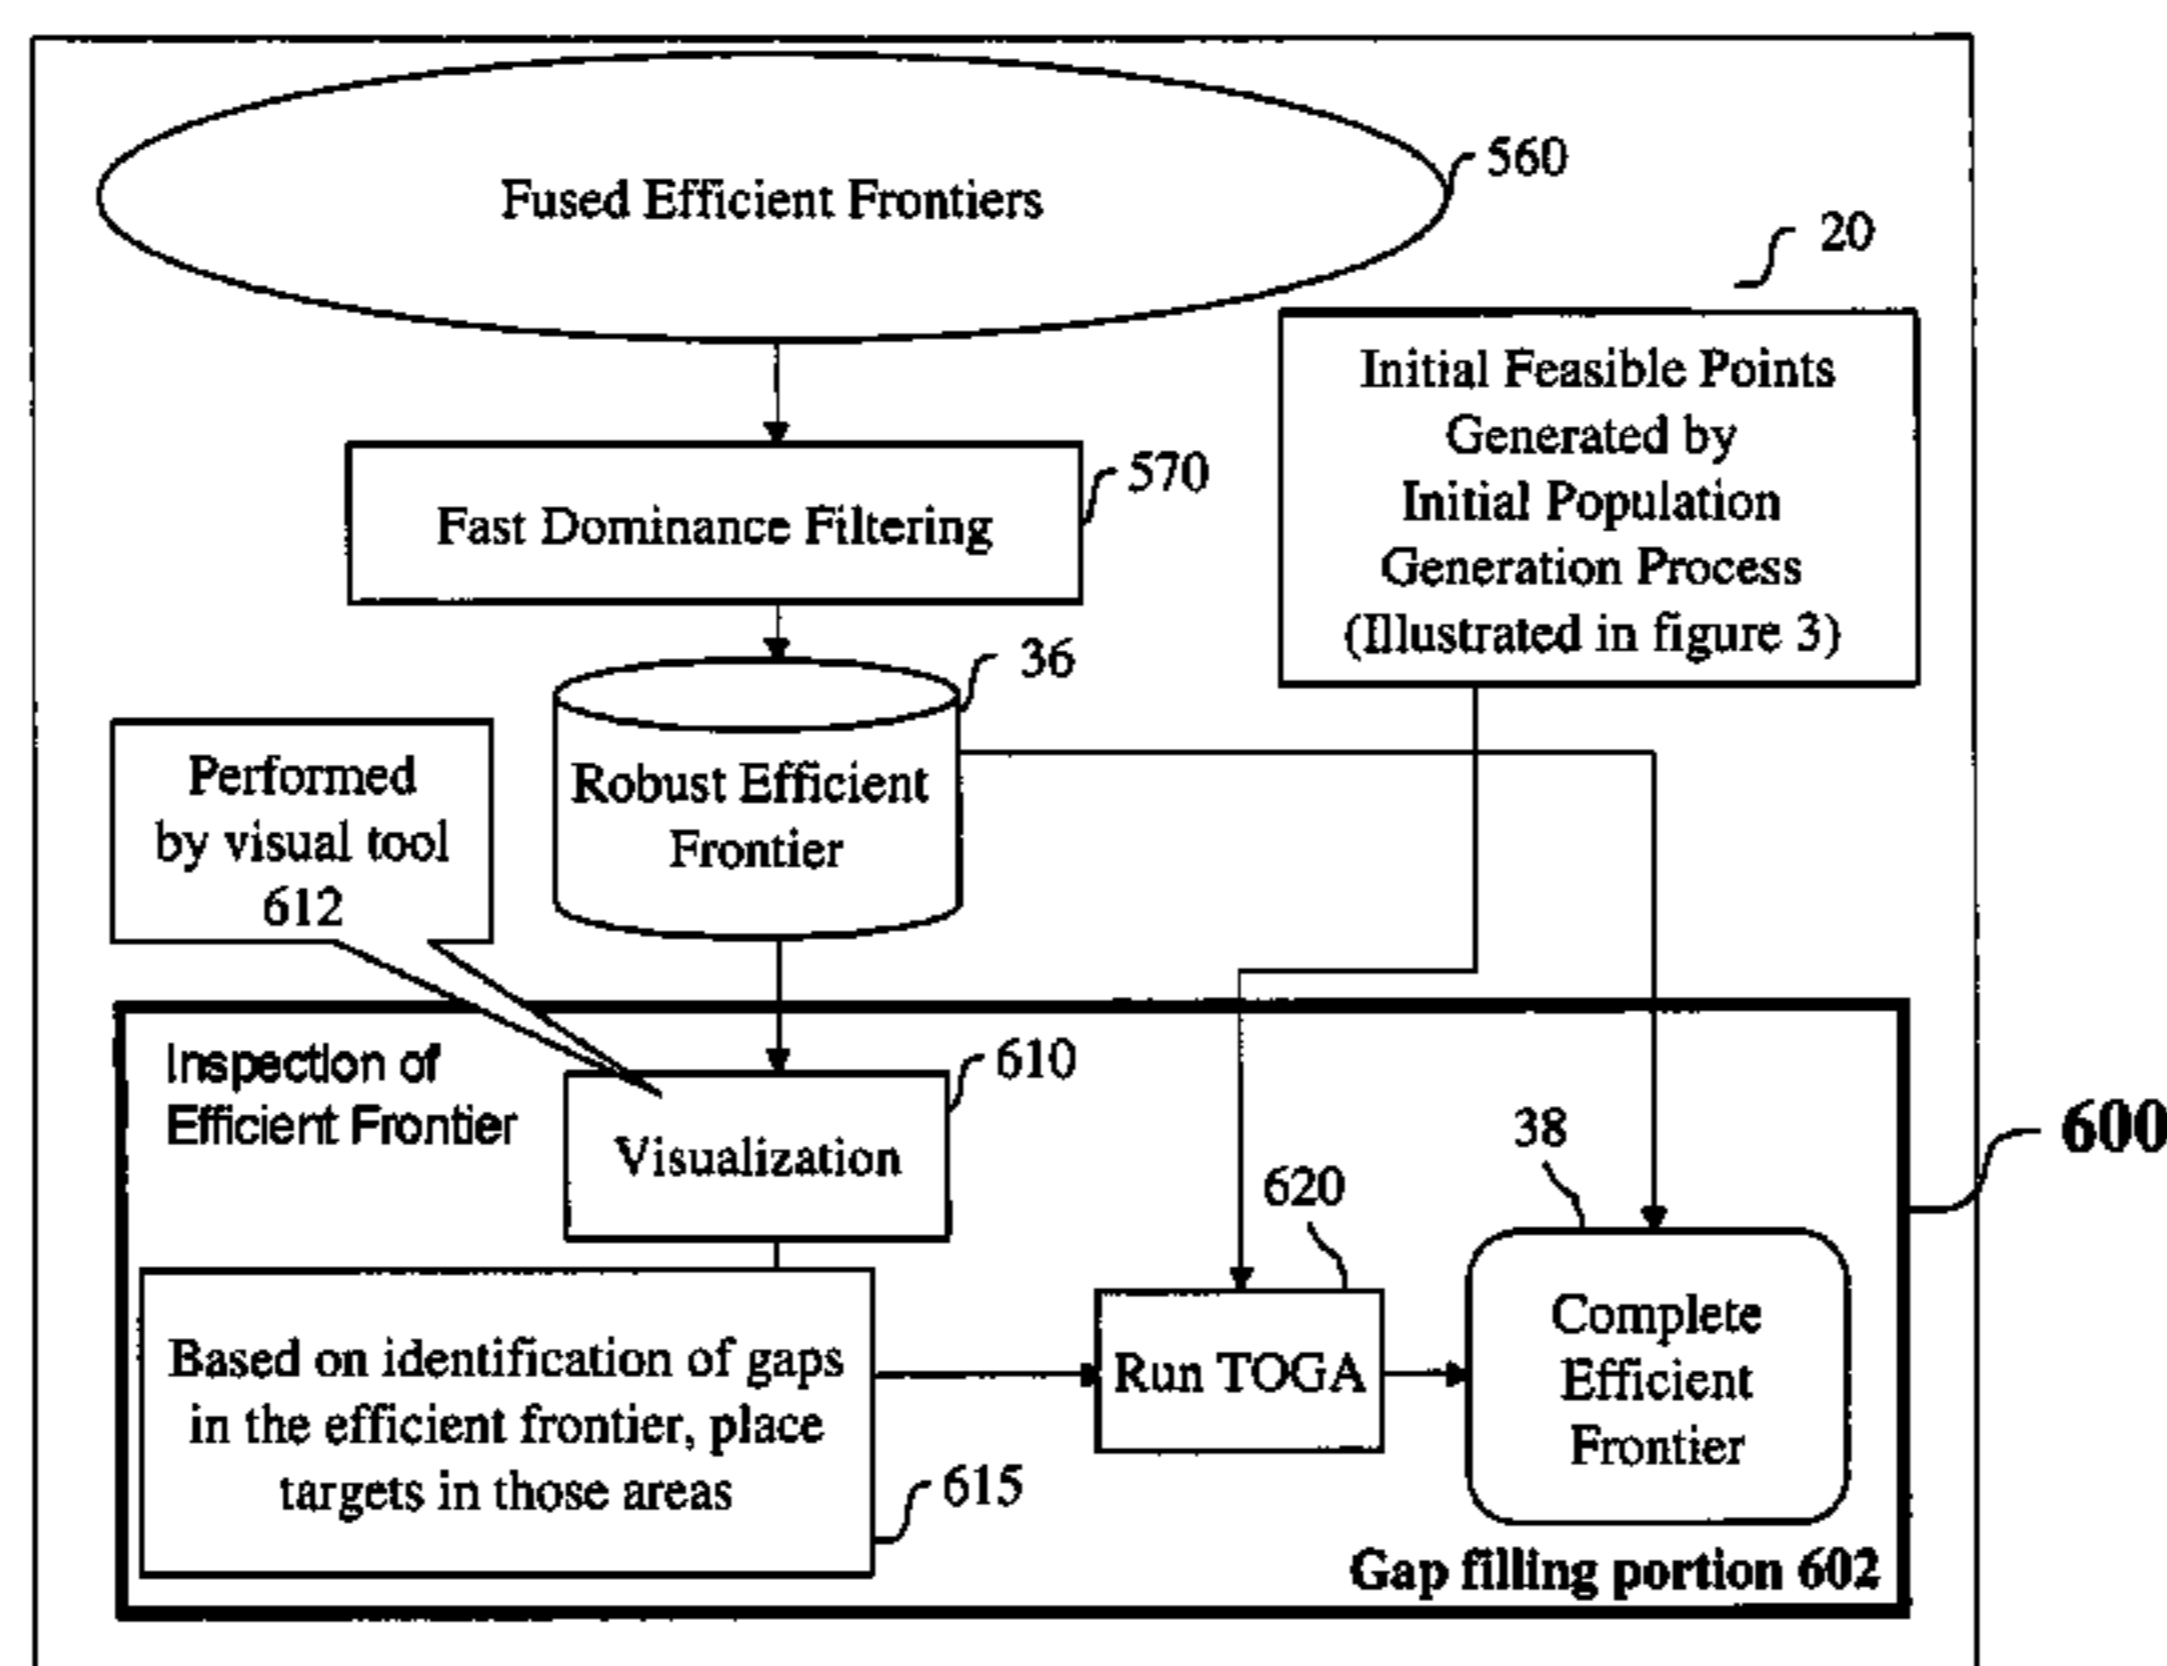 Fused Efficient Frontiers
560
20
Initial Feasible Points
Generated by
Initial Population
Generation Process
(Illustrated in figure 3)
Fast Dominance Filtering
570
36
Robust Efficient
Frontier
Performed
by visual tool
612
Inspection of
Efficient Frontier
610
Visualization
600
38
620
Based on identification of gaps
in the efficient frontier, place
targets in those areas
615
Run TOGA
Complete
Efficient
Frontier
Gap filling portion 602